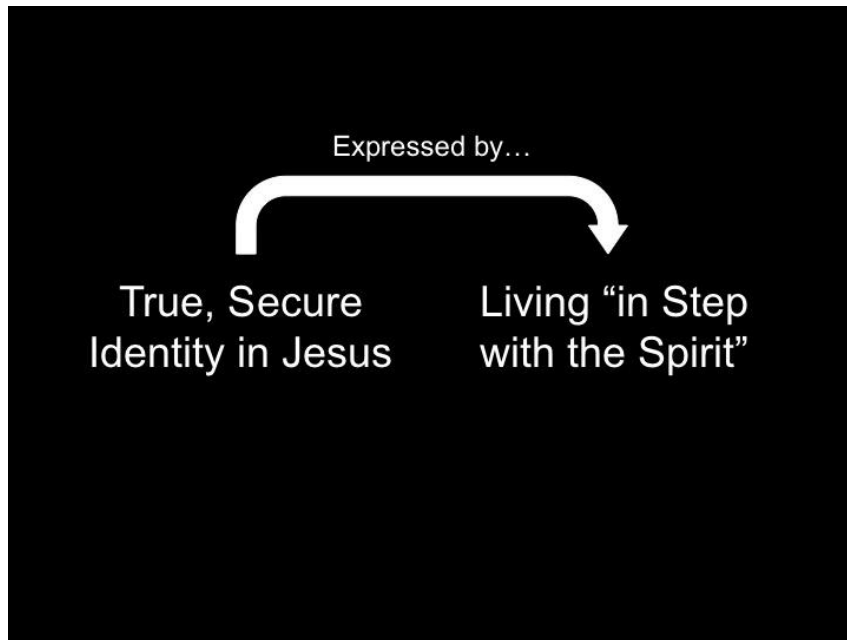 Expressed by…
True, Secure
Identity in Jesus
Living “in Step
with the Spirit”